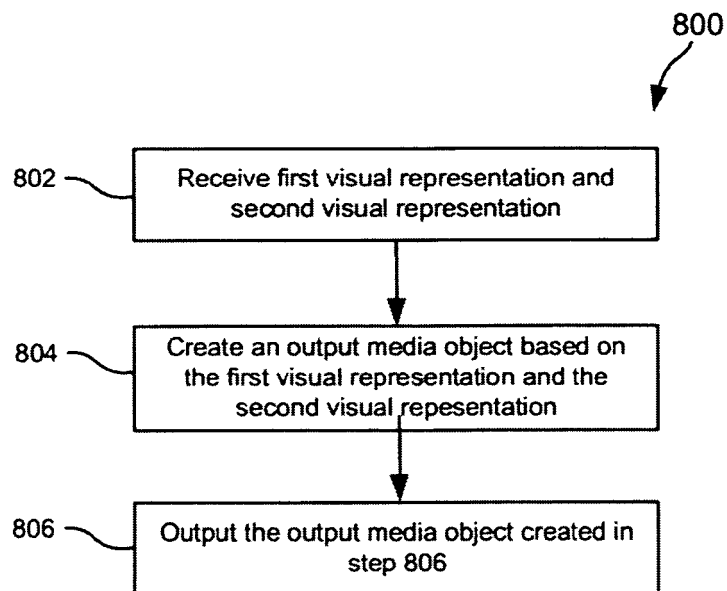 800
802
Receive first visual representation and
second visual representation
804
Create an output media object based on
the first visual representation and the
second visual repesentation
806
Output the output media object created in
step 806